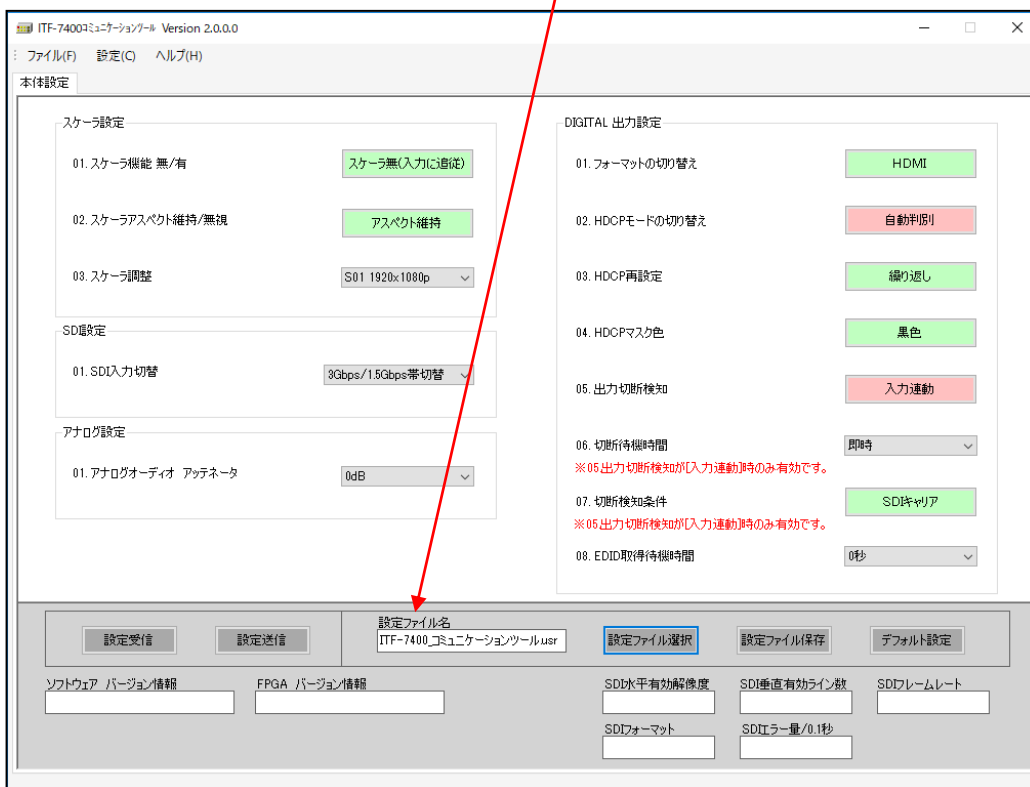 ITF-7400コミュニケーションツール Version 2.0.0.0
ファイル(F) 設定(C) ヘルプ(H)
本体設定
スケーラ設定
01. スケーラ機能 無/有
スケーラ無(入力に追従)
02. スケーラアスペクト維持/無視
アスペクト維持
03. スケーラ調整
S01 1920x1080p
SDI設定
01. SDI入力切替
3Gbps/1.5Gbps帯切替
アナログ設定
01. アナログオーディオ アッテネータ
0dB
DIGITAL 出力設定
01. フォーマットの切り替え
HDMI
02. HDCPモードの切り替え
自動判別
03. HDCP再設定
繰り返し
04. HDCPマスク色
黒色
05. 出力切断検知
入力連動
06. 切断待機時間
即時
※05.出力切断検知が[入力連動]時のみ有効です。
07. 切断検知条件
SDIキャリア
※05.出力切断検知が[入力連動]時のみ有効です。
08. EDID取得待機時間
0秒
設定受信
設定送信
設定ファイル名
ITF-7400_コミュニケーションツール.usr
設定ファイル選択
設定ファイル保存
デフォルト設定
ソフトウェア バージョン情報
FPGA バージョン情報
SDI水平有効解像度
SDI垂直有効ライン数
SDIフレームレート
SDIフォーマット
SDIエラー量/0.1秒